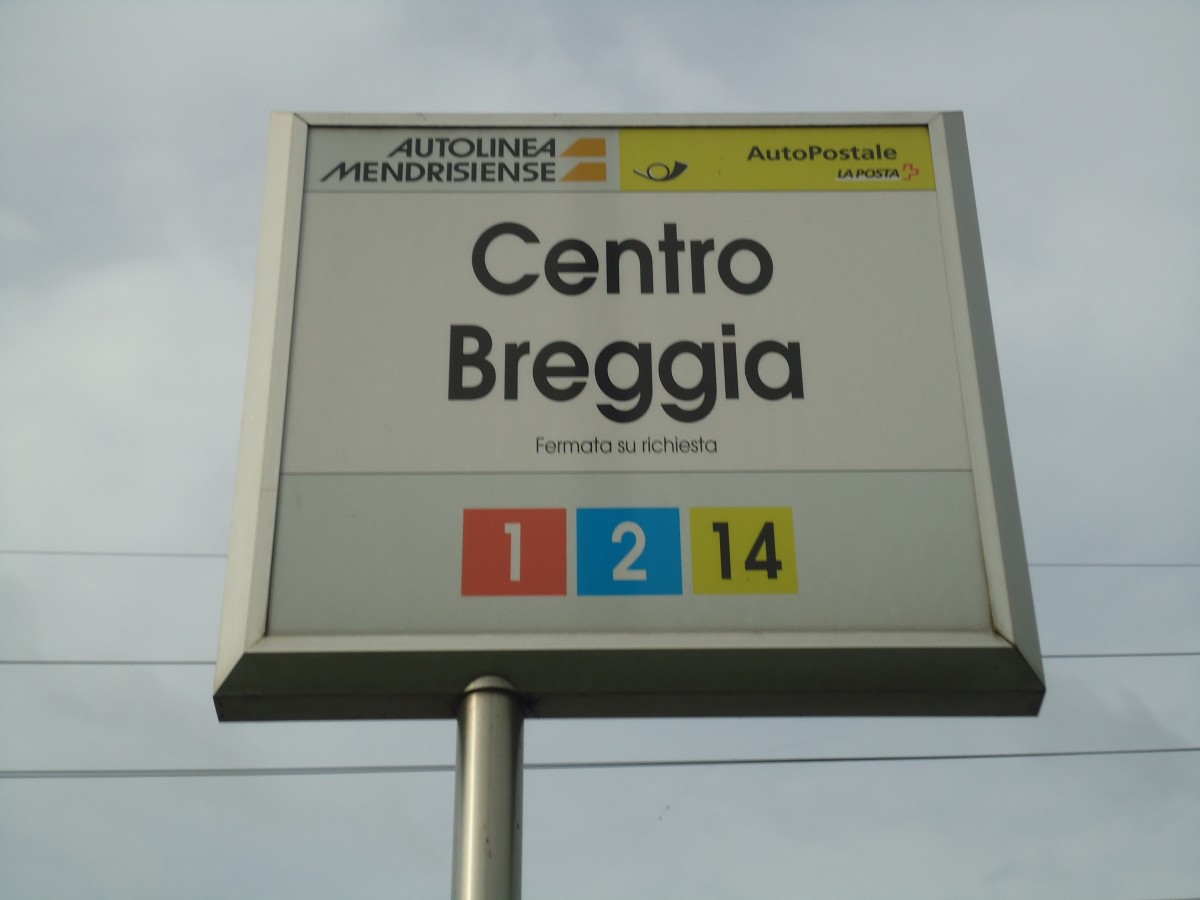 AUTOLINEA
MENDRISIENSE
AutoPostale
LA POSTA
Centro
Breggia
Fermata su richiesta
1 2 14